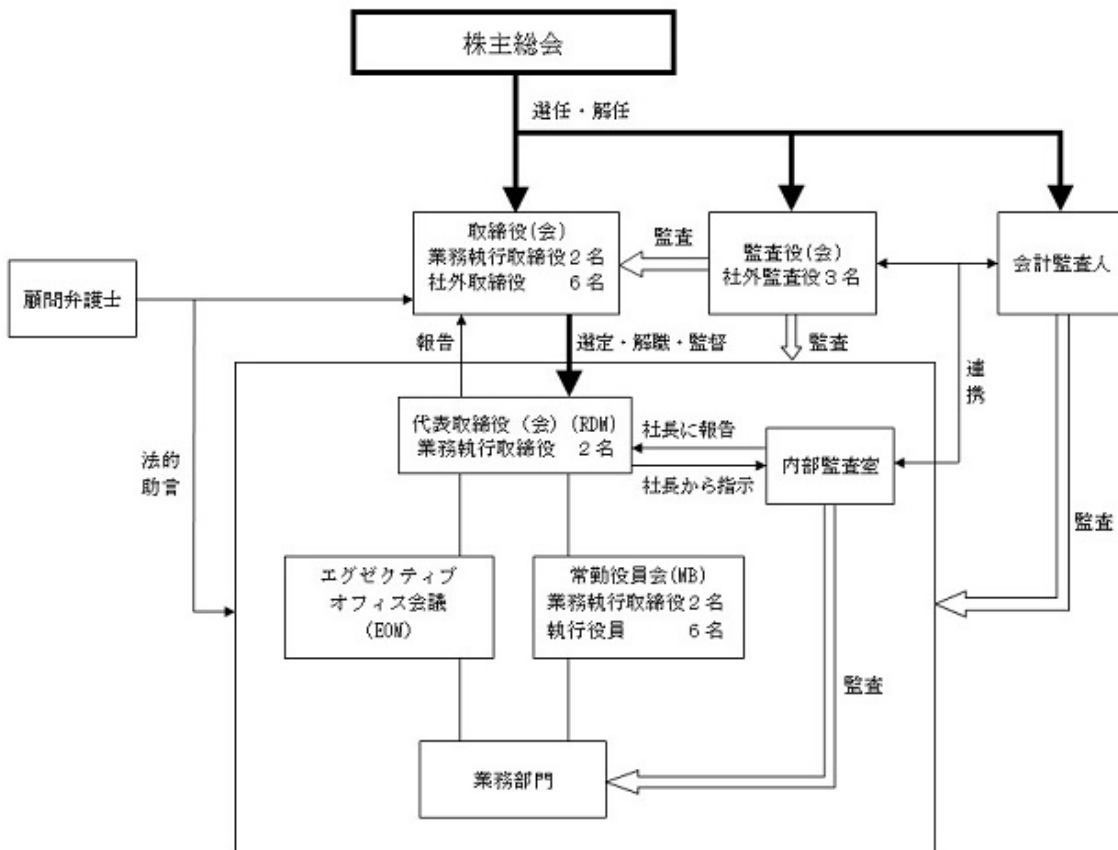 株主総会
選任・解任
取締役(会)
業務執行取締役2名
社外取締役 6名
監査
監査役(会)
社外監査役3名
会計監査人
顧問弁護士
報告
選定・解職・監督
監査
連携
代表取締役(会)(RDM)
業務執行取締役 2名
社長に報告
社長から指示
内部監査室
法的
助言
監査
エグゼクティブ
オフィス会議
(EOM)
常勤役員会(MB)
業務執行取締役2名
執行役員 6名
監査
業務部門